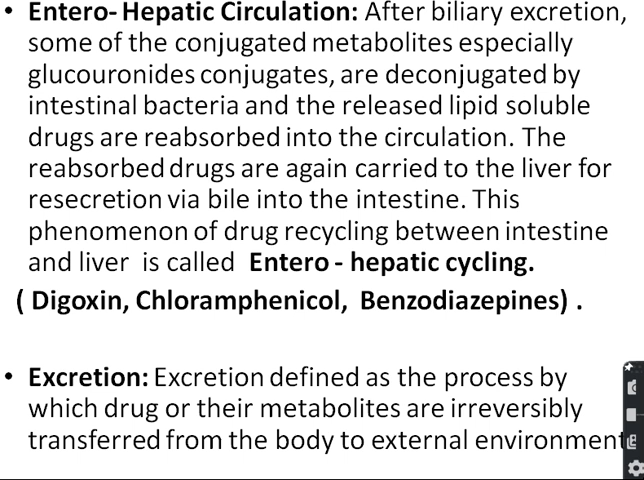 • Entero- Hepatic Circulation: After biliary excretion,
some of the conjugated metabolites especially
glucouronides conjugates, are deconjugated by
intestinal bacteria and the released lipid soluble
drugs are reabsorbed into the circulation. The
reabsorbed drugs are again carried to the liver for
resecretion via bile into the intestine. This
phenomenon of drug recycling between intestine
and liver is called Entero - hepatic cycling.
( Digoxin, Chloramphenicol, Benzodiazepines) .
• Excretion: Excretion defined as the process by
which drug or their metabolites are irreversibly
transferred from the body to external environment